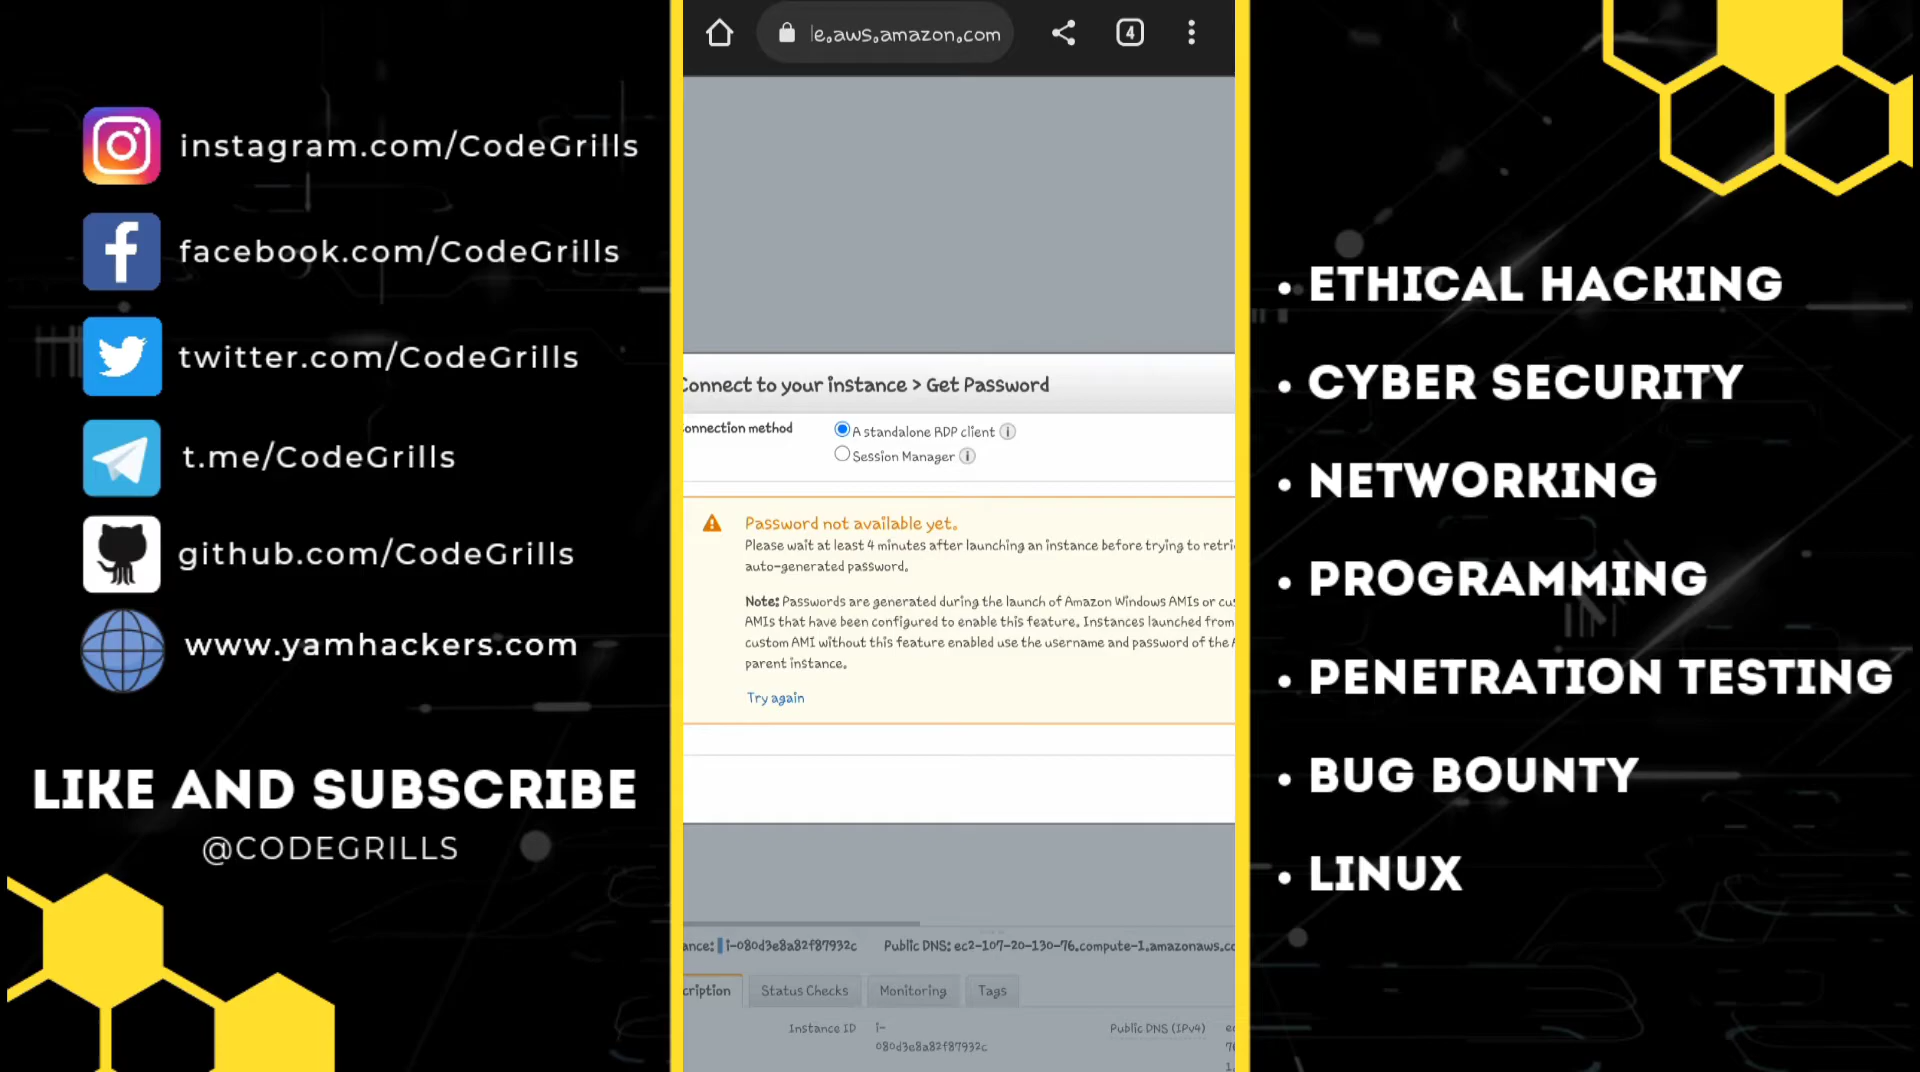 instagram.com/CodeGrills
facebook.com/CodeGrills
twitter.com/CodeGrills
t.me/CodeGrills
github.com/CodeGrills
www.yamhackers.com
LIKE AND SUBSCRIBE
@CODEGRILLS
e.aws.amazon.com
4
Connect to your instance > Get Password
onnection method
A standalone RDP client
Session Manager
Password not available yet.
Please wait at least 4 minutes after launching an instance before trying to retri
auto-generated password.
Note: Passwords are generated during the launch of Amazon Windows AMIs or cu
AMIs that have been configured to enable this feature. Instances launched from
custom AMI without this feature enabled use the username and password of the A
parent instance.
Try again
ance: i-080d3e8a82f87932c Public DNS: ec2-107-20-130-76.compute-1.amazonaws.co
cription Status Checks Monitoring Tags
Instance ID i- Public DNS (IPv4)
080d3e8a82f87932c
• ETHICAL HACKING
• CYBER SECURITY
• NETWORKING
• PROGRAMMING
• PENETRATION TESTING
• BUG BOUNTY
• LINUX